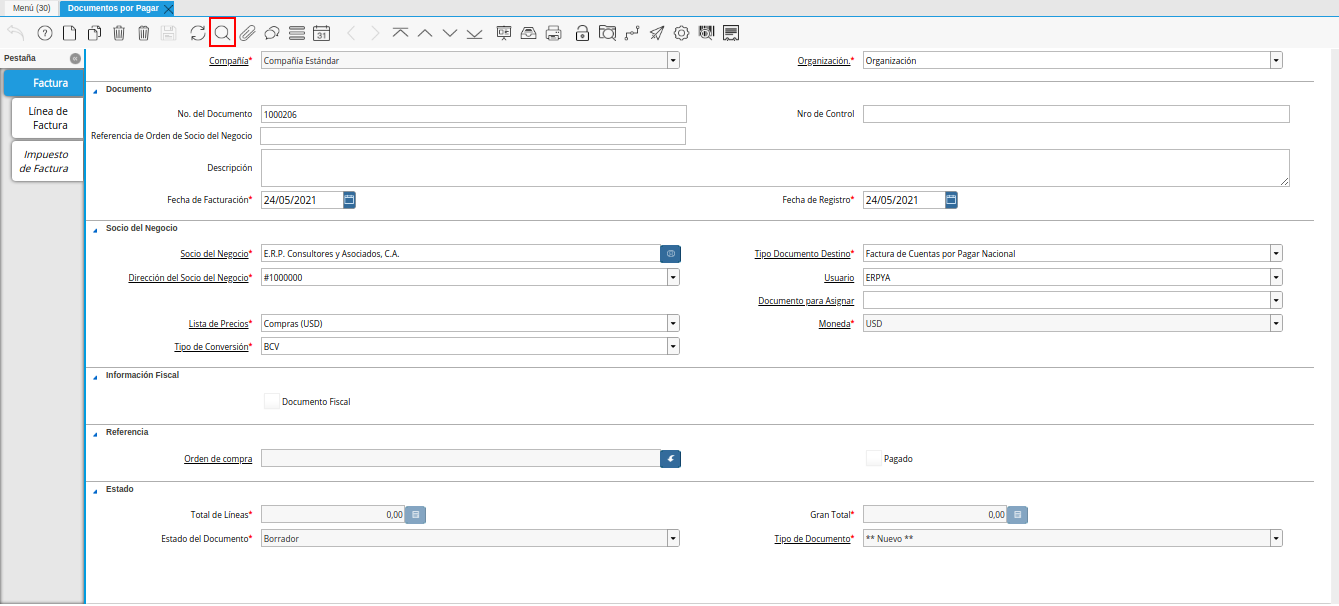 Menú (30) Documentos por Pagar
31
Pestaña
Factura
Línea de
Factura
Impuesto
de Factura
Compañía* Compañía Estándar Organización.* Organización
Documento
No. del Documento 1000206 Nro de Control
Referencia de Orden de Socio del Negocio
Descripción
Fecha de Facturación* 24/05/2021 Fecha de Registro* 24/05/2021
Socio del Negocio
Socio del Negocio* E.R.P. Consultores y Asociados, C.A. Tipo Documento Destino* Factura de Cuentas por Pagar Nacional
Dirección del Socio del Negocio* #1000000 Usuario ERPYA
Documento para Asignar
Lista de Precios* Compras (USD) Moneda* USD
Tipo de Conversión* BCV
Información Fiscal
Documento Fiscal
Referencia
Orden de compra Pagado
Estado
Total de Líneas* 0,00 Gran Total* 0,00
Estado del Documento* Borrador Tipo de Documento* ** Nuevo **